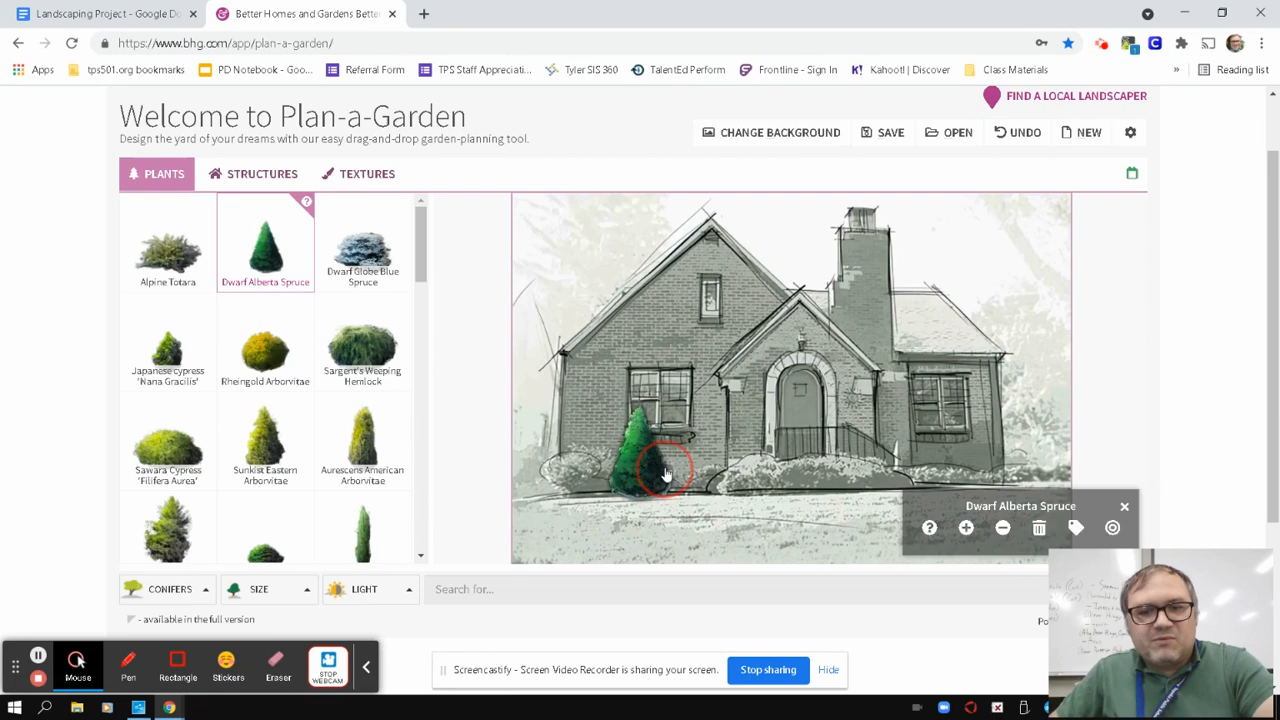 Landscaping Project - Google Do
Better Homes and Gardens Bette
https://www.bhg.com/app/plan-a-garden/
Apps
tps501.org bookmarks
PD Notebook - Goo...
Referral Form
TPS Staff Appreciati...
Tyler SIS 360
TalentEd Perform
Frontline - Sign In
Kahoot! | Discover
Class Materials
»
Reading list
FIND A LOCAL LANDSCAPER
Welcome to Plan-a-Garden
Design the yard of your dreams with our easy drag-and-drop garden-planning tool.
CHANGE BACKGROUND
SAVE
OPEN
UNDO
NEW
PLANTS
STRUCTURES
TEXTURES
Alpine Totara
Dwarf Alberta Spruce
Dwarf Globe Blue
Spruce
Japanese cypress
'Nana Gracilis'
Rheingold Arborvitae
Sargent's Weeping
Hemlock
Sawara Cypress
'Filifera Aurea'
Sunkist Eastern
Arborvitae
Aurescens American
Arborvitae
Dwarf Alberta Spruce
CONIFERS
SIZE
LIGHT
Search for...
- available in the full version
Po
Mouse
Pen
Rectangle
Stickers
Eraser
STOP
WEBCAM
Screencastify - Screen Video Recorder is sharing your screen.
Stop sharing
Hide